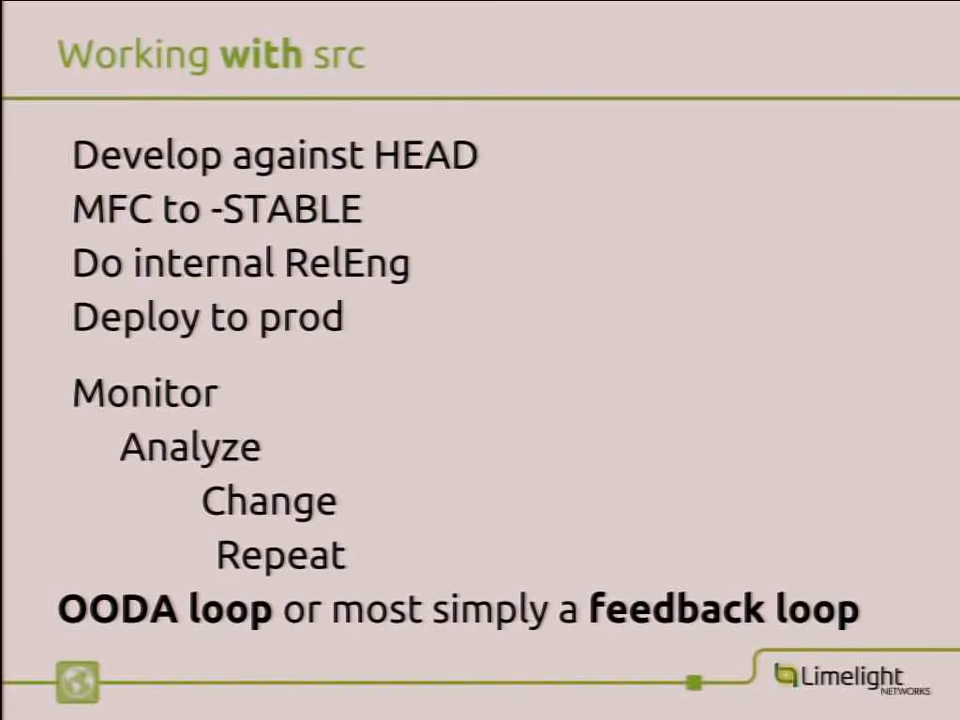 Working with src
Develop against HEAD
MFC to -STABLE
Do internal RelEng
Deploy to prod
Monitor
Analyze
Change
Repeat
OODA loop or most simply a feedback loop
Limelight
NETWORKS